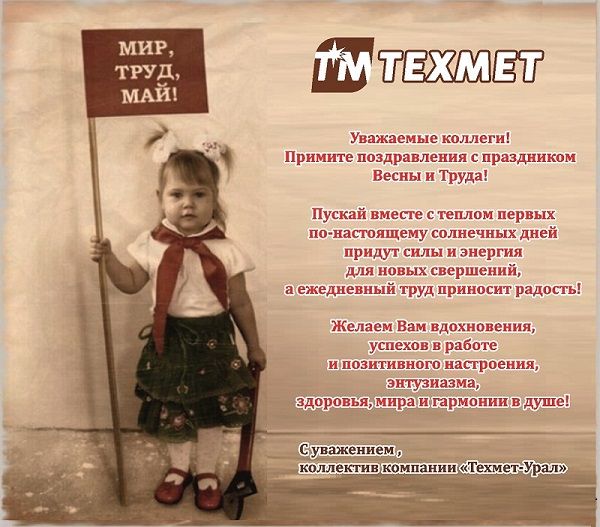 МИР,
ТРУД,
МАЙ!
ТМ ТЕХМЕТ
Уважаемые коллеги!
Примите поздравления с праздником
Весны и Труда!
Пускай вместе с теплом первых
по-настоящему солнечных дней
придут силы и энергия
для новых свершений,
а ежедневный труд приносит радость!
Желаем Вам вдохновения,
успехов в работе
и позитивного настроения,
энтузиазма,
здоровья, мира и гармонии в душе!
С уважением ,
коллектив компании «Техмет-Урал»